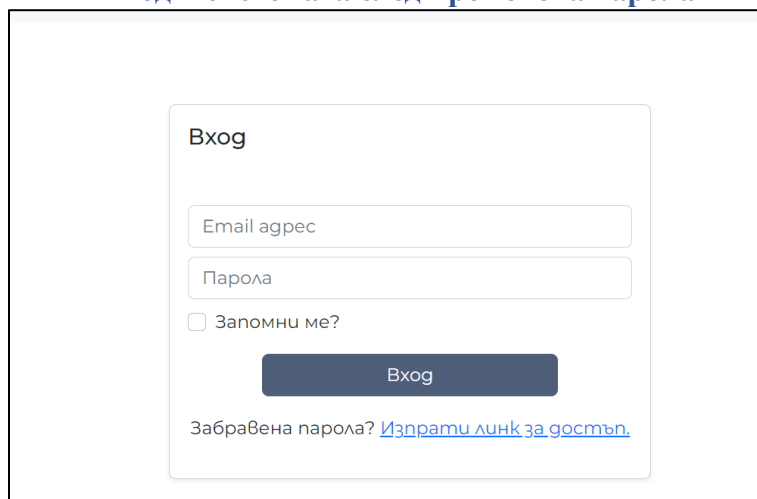 Вход
Email адрес
Парола
Запомни ме?
Вход
Забравена парола? Изпрати линк за достъп.